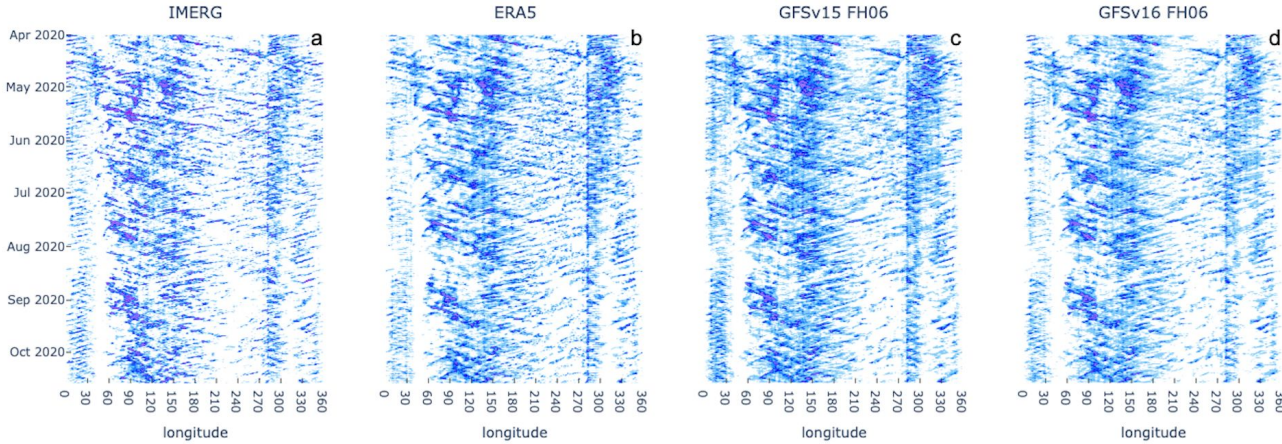 IMERG
ERA5
GFSv15 FH06
GFSv16 FH06
a
b
c
d
Apr 2020
May 2020
Jun 2020
Jul 2020
Aug 2020
Sep 2020
Oct 2020
0 30 60 90 120 150 180 210 240 270 300 330 360
0 30 60 90 120 150 180 210 240 270 300 330 360
0 30 60 90 120 150 180 210 240 270 300 330 360
0 30 60 90 120 150 180 210 240 270 300 330 360
longitude
longitude
longitude
longitude